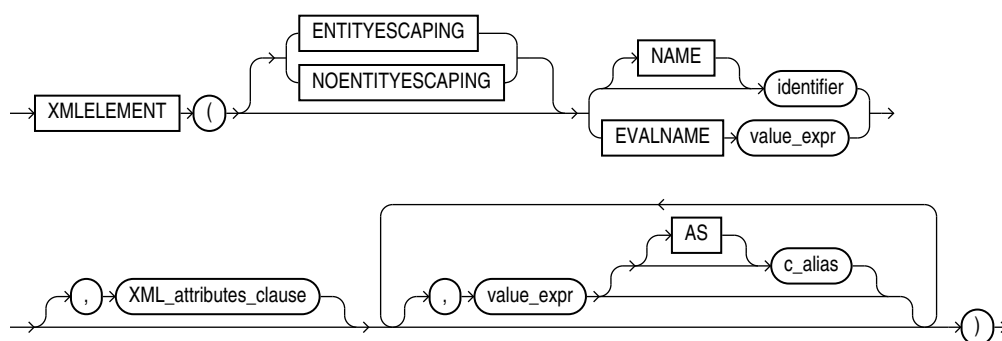 ENTITYESCAPING
NOENTITYESCAPING
NAME
identifier
XMLELEMENT (
EVALNAME value_expr
AS
c_alias
, XML_attributes_clause , value_expr
)